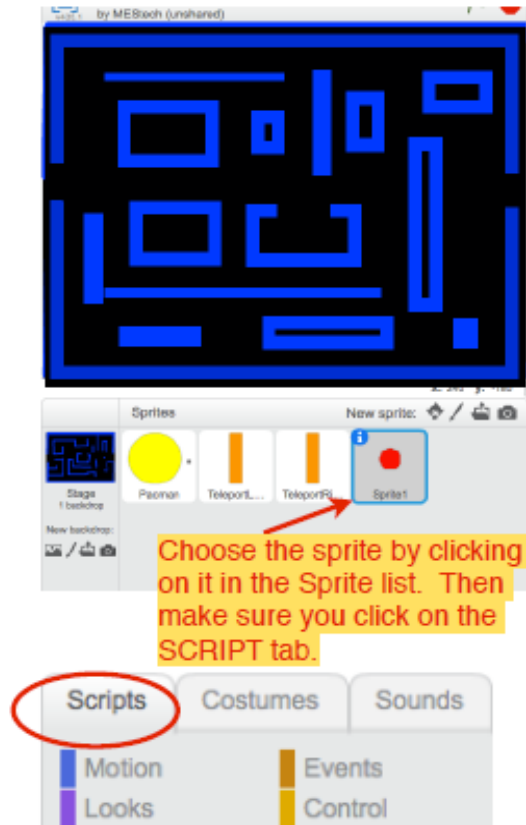 by MEStech (unshared)
Sprites
New sprite:
Stage
1 backdrop
New backdrop:
Pacman
TeleportL...
TeleportRi...
Sprite1
Choose the sprite by clicking
on it in the Sprite list. Then
make sure you click on the
SCRIPT tab.
Scripts Costumes Sounds
Motion Events
Looks Control